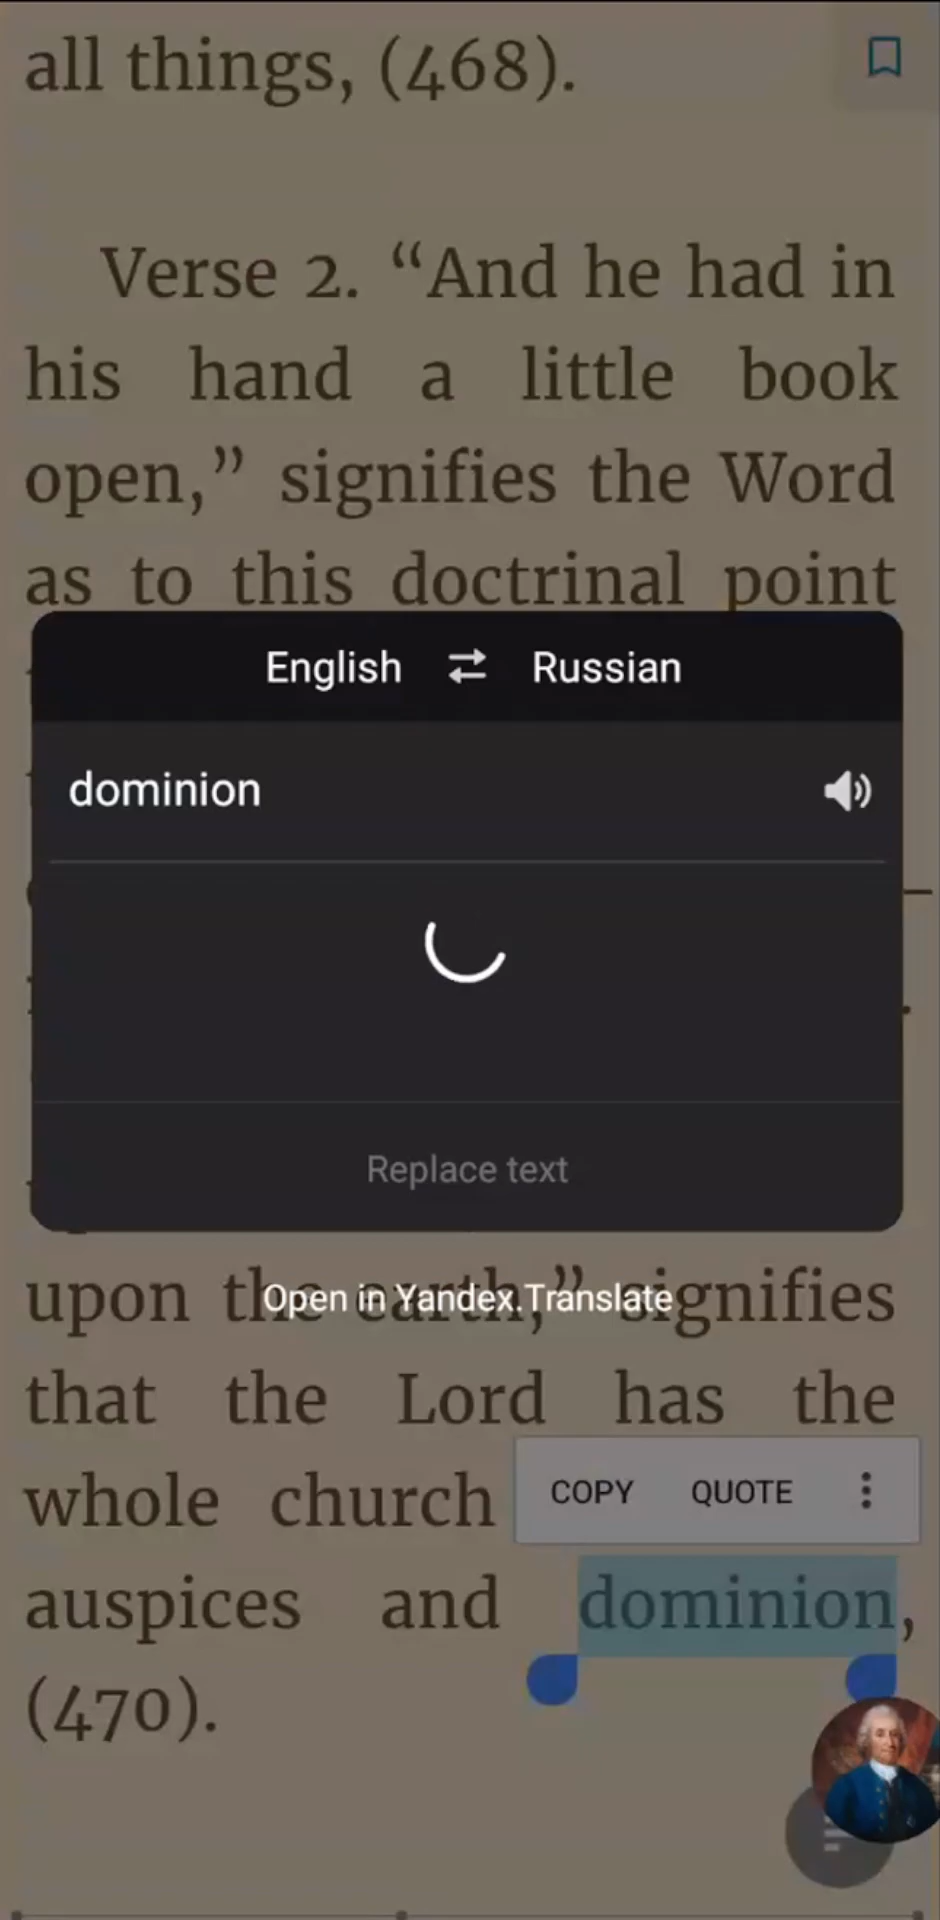 all things, (468).
Verse 2. “And he had in
his hand a little book
open,” signifies the Word
as to this doctrinal point
English Russian
dominion
Replace text
upon the earth,” signifies
Open in Yandex.Translate
that the Lord has the
whole church
COPY QUOTE
auspices and dominion,
(470).